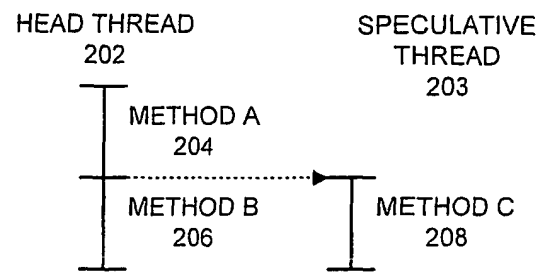 HEAD THREAD
202
SPECULATIVE
THREAD
203
METHOD A
204
METHOD B
206
METHOD C
208